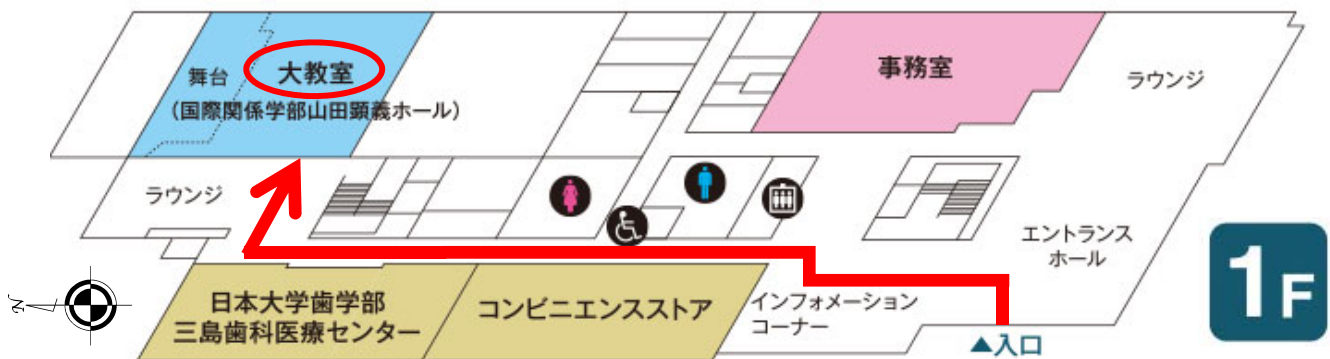 舞台
大教室
(国際関係学部山田顕義ホール)
事務室
ラウンジ
ラウンジ
エントランス
ホール
1F
N
日本大学歯学部
三島歯科医療センター
コンビニエンスストア
インフォメーション
コーナー
▲入口